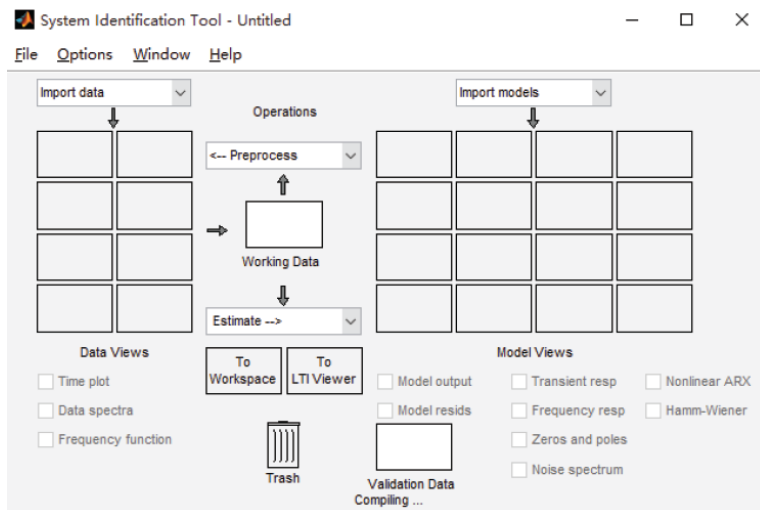 System Identification Tool - Untitled
File Options Window Help
Import data
Import models
Operations
<-- Preprocess
Working Data
Estimate -->
Data Views
To Workspace
To LTI Viewer
Model Views
Time plot
Data spectra
Frequency function
Model output
Model resids
Transient resp
Frequency resp
Zeros and poles
Noise spectrum
Nonlinear ARX
Hamm-Wiener
Trash
Validation Data
Compiling ...